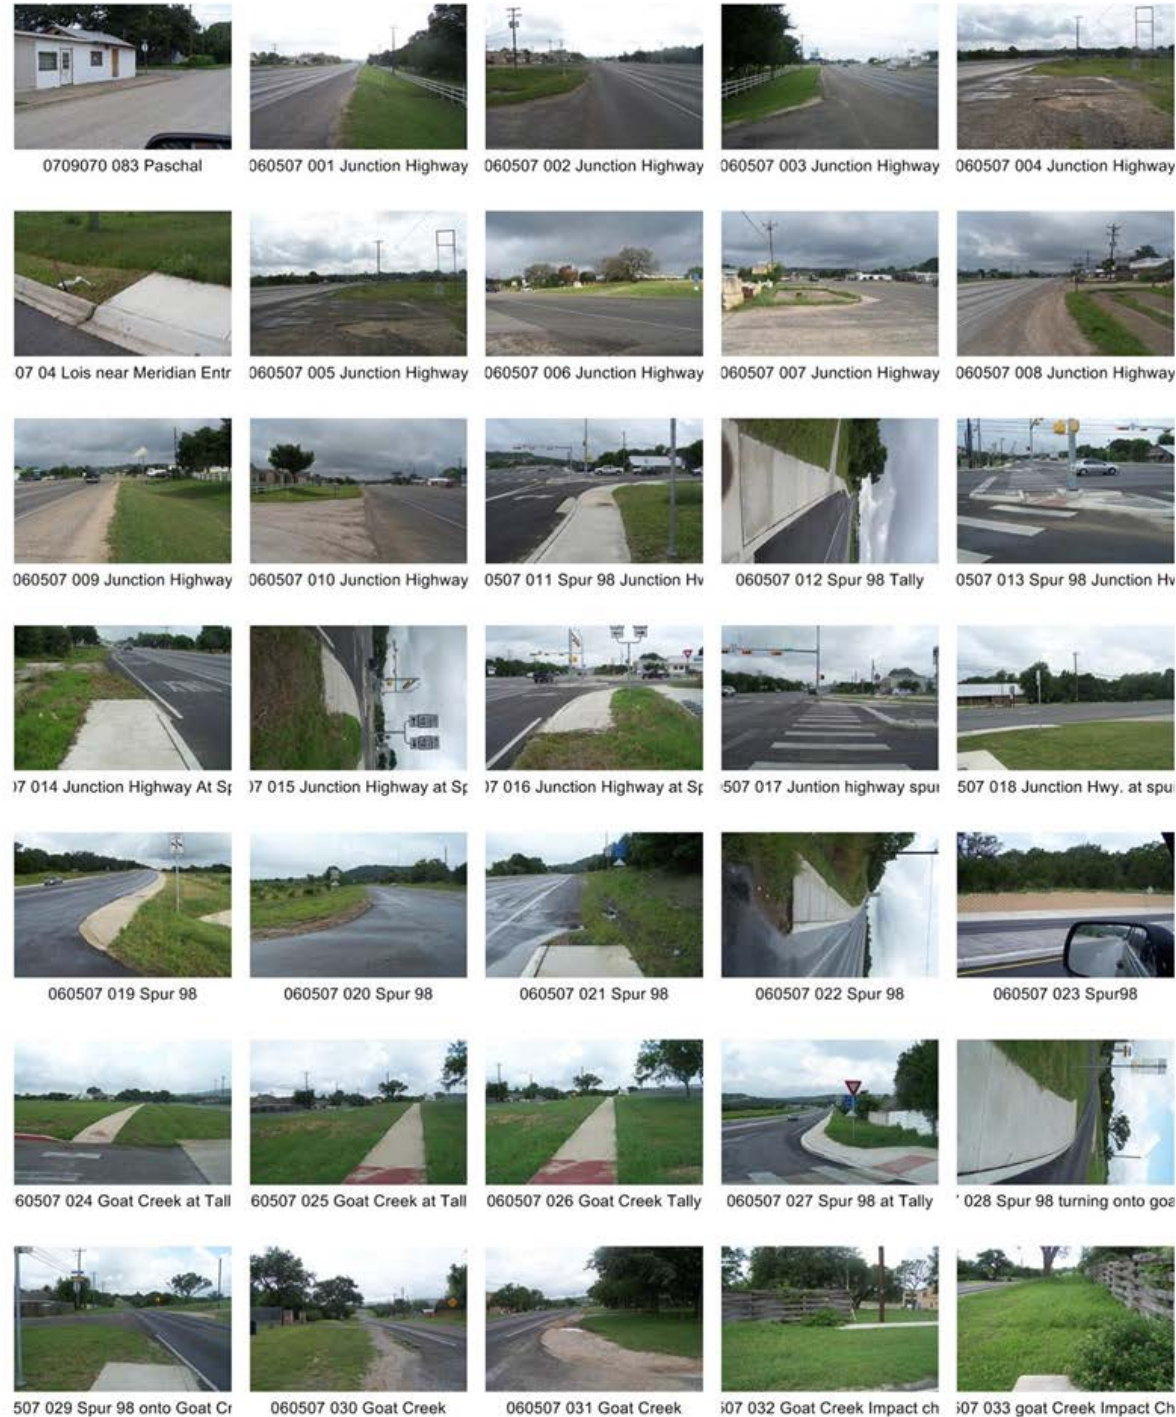 0709070 083 Paschal
060507 001 Junction Highway
060507 002 Junction Highway
060507 003 Junction Highway
060507 004 Junction Highway
07 04 Lois near Meridian Entr
060507 005 Junction Highway
060507 006 Junction Highway
060507 007 Junction Highway
060507 008 Junction Highway
060507 009 Junction Highway
060507 010 Junction Highway
0507 011 Spur 98 Junction Hw
060507 012 Spur 98 Tally
0507 013 Spur 98 Junction Hw
07 014 Junction Highway At Sp
07 015 Junction Highway at Sp
07 016 Junction Highway at Sp
0507 017 Juntion highway spur
507 018 Junction Hwy. at spur
060507 019 Spur 98
060507 020 Spur 98
060507 021 Spur 98
060507 022 Spur 98
060507 023 Spur98
60507 024 Goat Creek at Tall
60507 025 Goat Creek at Tall
060507 026 Goat Creek Tally
060507 027 Spur 98 at Tally
028 Spur 98 turning onto goa
507 029 Spur 98 onto Goat Cr
060507 030 Goat Creek
060507 031 Goat Creek
507 032 Goat Creek Impact ch
507 033 goat Creek Impact Ch